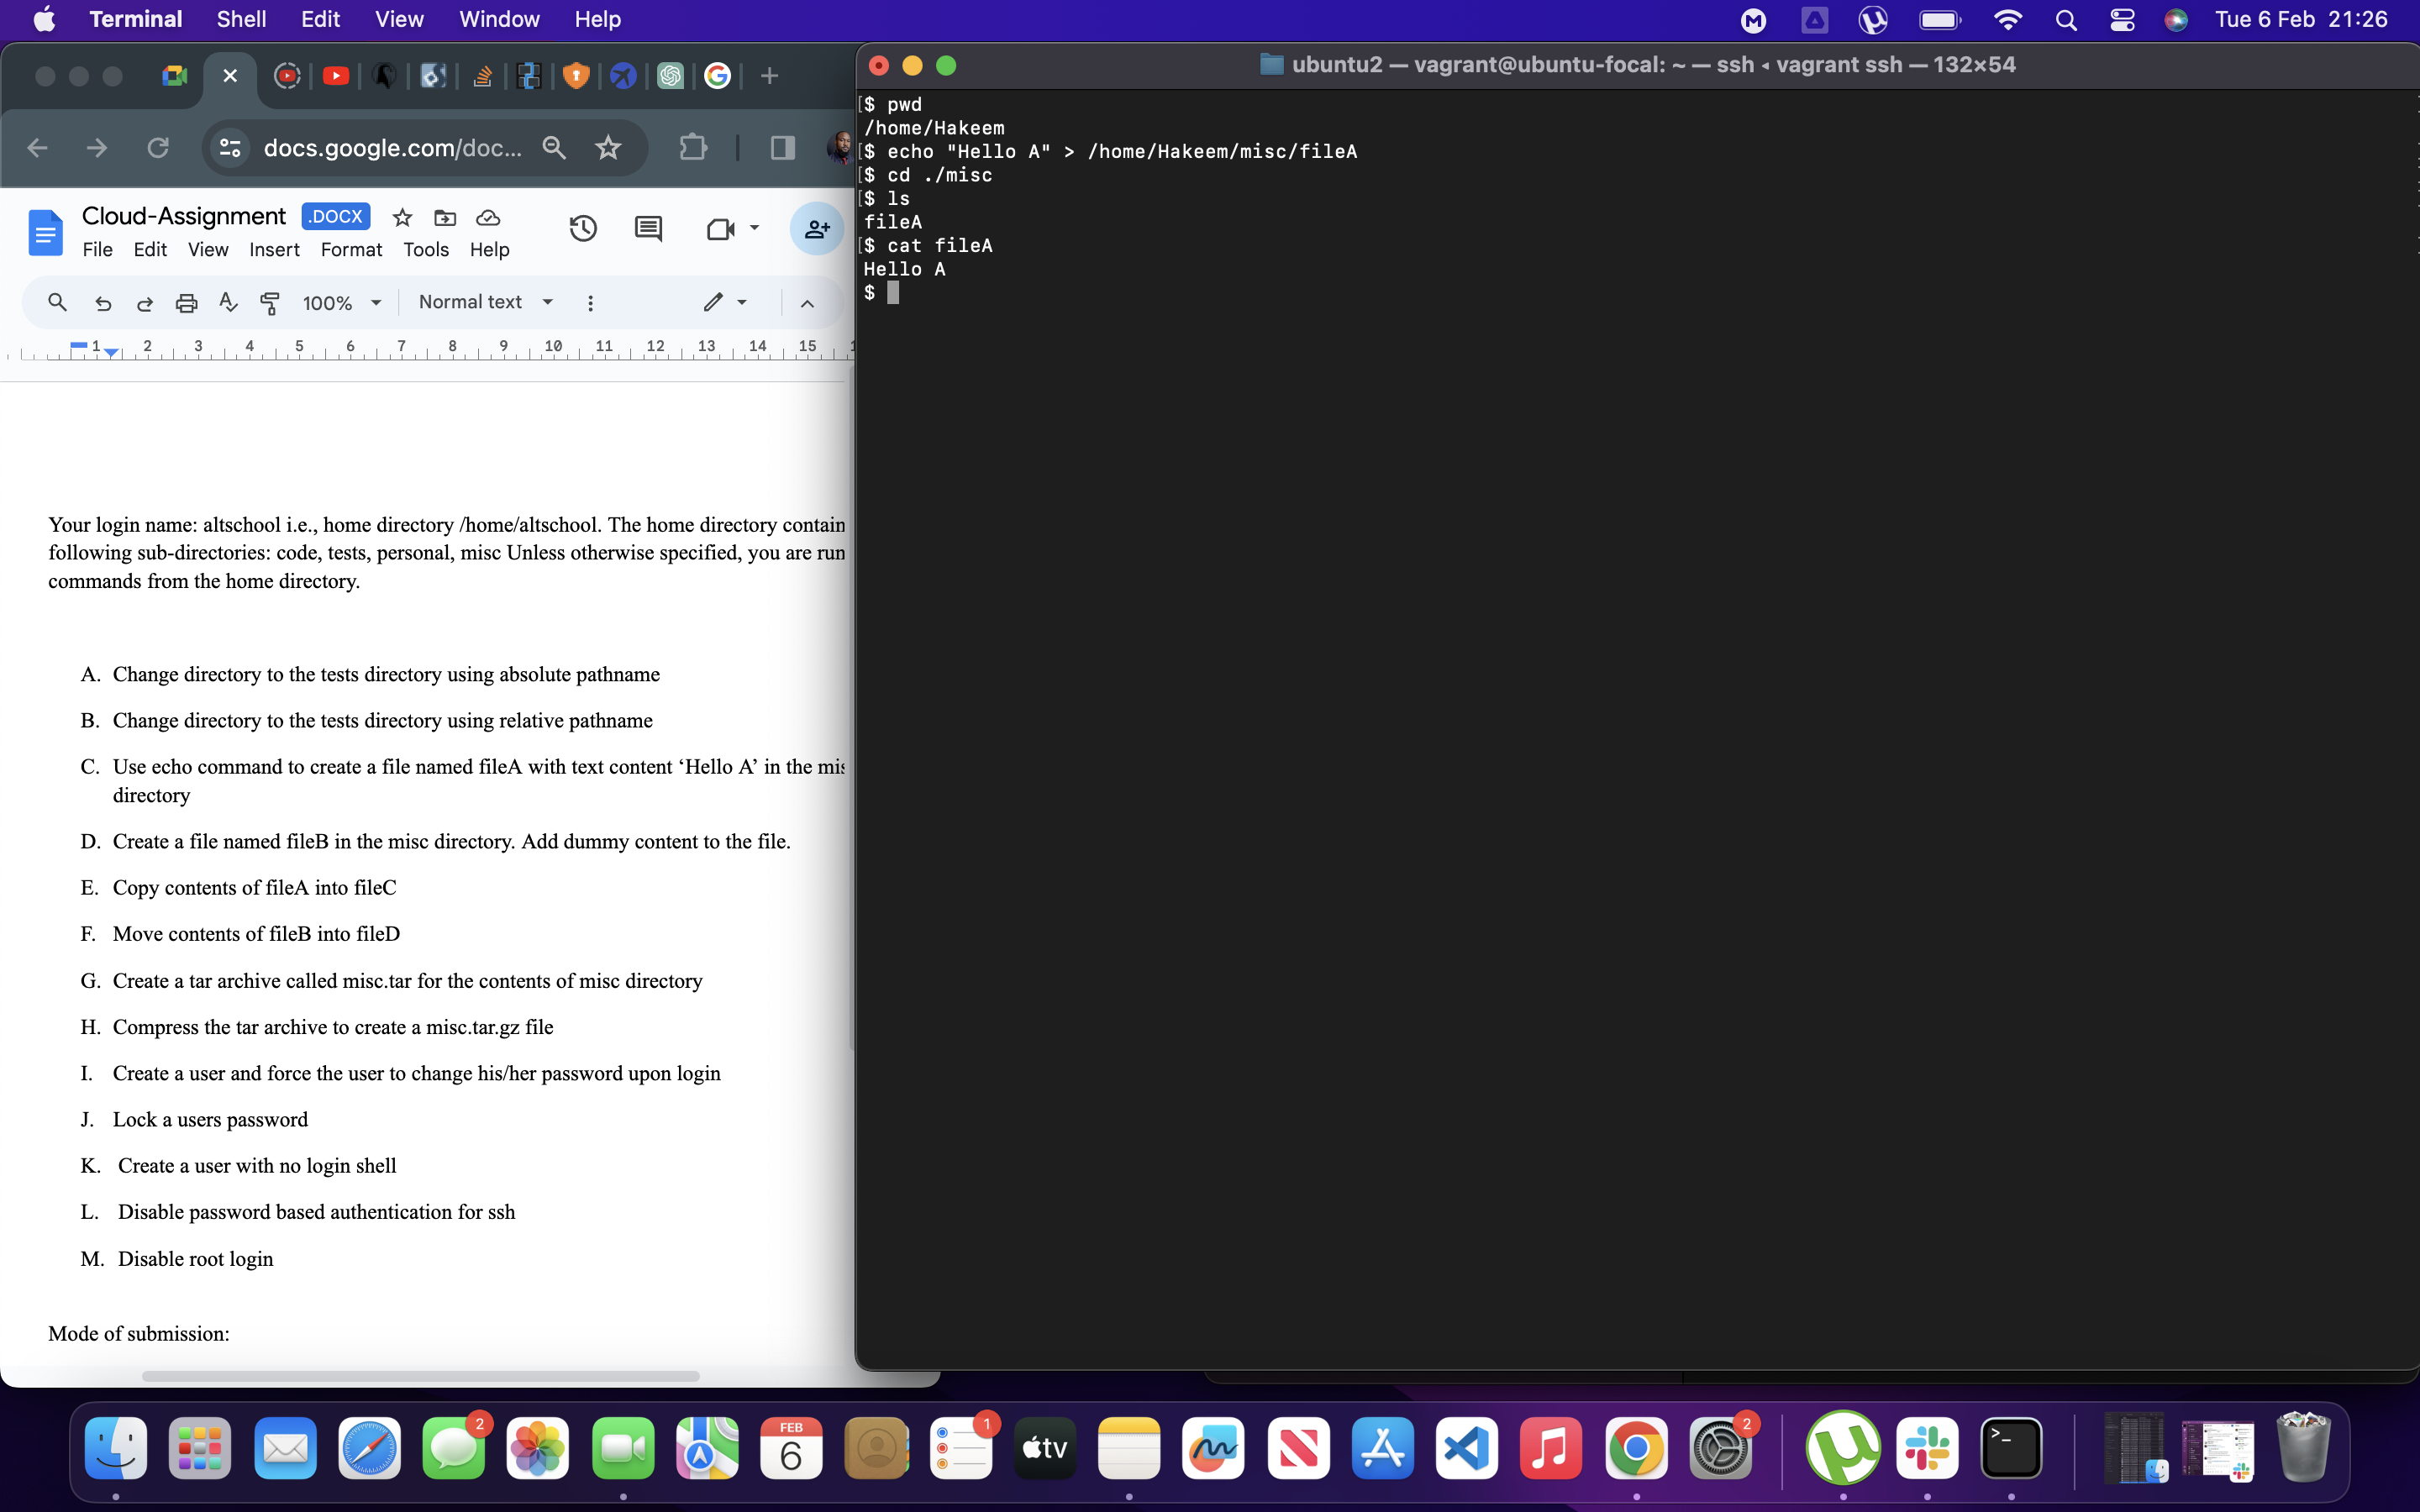 Terminal Shell Edit View Window Help
Tue 6 Feb 21:26
docs.google.com/doc...
Cloud-Assignment .DOCX
File Edit View Insert Format Tools Help
100% Normal text
1 2 3 4 5 6 7 8 9 10 11 12 13 14 15
Your login name: altschool i.e., home directory /home/altschool. The home directory contain
following sub-directories: code, tests, personal, misc Unless otherwise specified, you are run
commands from the home directory.
A. Change directory to the tests directory using absolute pathname
B. Change directory to the tests directory using relative pathname
C. Use echo command to create a file named fileA with text content ‘Hello A’ in the mis
directory
D. Create a file named fileB in the misc directory. Add dummy content to the file.
E. Copy contents of fileA into fileC
F. Move contents of fileB into fileD
G. Create a tar archive called misc.tar for the contents of misc directory
H. Compress the tar archive to create a misc.tar.gz file
I. Create a user and force the user to change his/her password upon login
J. Lock a users password
K. Create a user with no login shell
L. Disable password based authentication for ssh
M. Disable root login
Mode of submission:
ubuntu2 — vagrant@ubuntu-focal: ~ — ssh ◂ vagrant ssh — 132×54
[$ pwd
/home/Hakeem
[$ echo "Hello A" > /home/Hakeem/misc/fileA
[$ cd ./misc
[$ ls
fileA
[$ cat fileA
Hello A
$
2
FEB
6
1
tv
2
>_